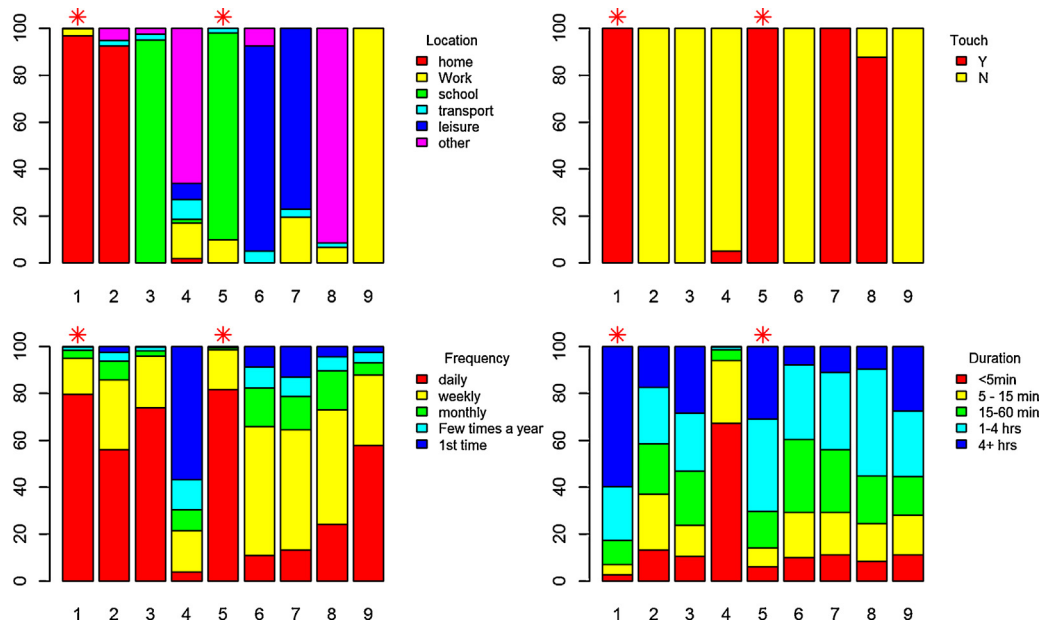 Location
home
Work
school
transport
leisure
other
0 20 40 60 80 100
1 2 3 4 5 6 7 8 9
Touch
Y
N
0 20 40 60 80 100
1 2 3 4 5 6 7 8 9
Frequency
daily
weekly
monthly
Few times a year
1st time
0 20 40 60 80 100
1 2 3 4 5 6 7 8 9
Duration
<5min
5 - 15 min
15-60 min
1-4 hrs
4+ hrs
0 20 40 60 80 100
1 2 3 4 5 6 7 8 9